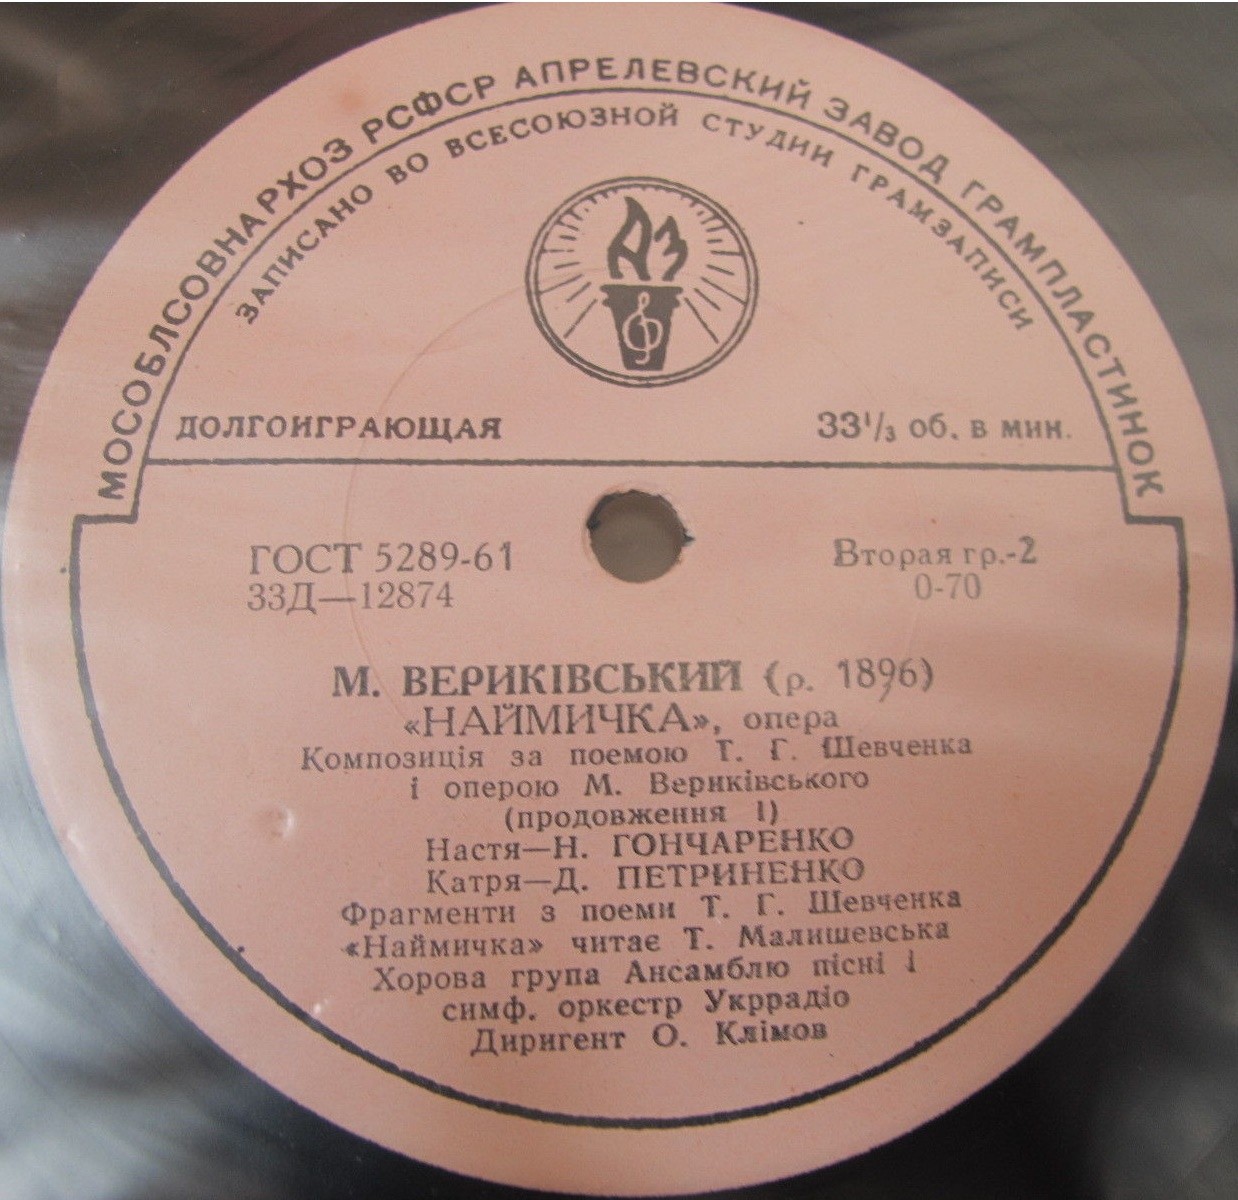 МОСОБЛСОВНАРХОЗ РСФСР АПРЕЛЕВСКИЙ ЗАВОД ГРАМПЛАСТИНОК
ЗАПИСАНО ВО ВСЕСОЮЗНОЙ СТУДИИ ГРАМЗАПИСИ
АЗ
ДОЛГОИГРАЮЩАЯ 33⅓ об. в мин.
ГОСТ 5289-61 Вторая гр.-2
33Д—12874 0-70
М. ВЕРИКІВСЬКИЙ (р. 1896)
«НАЙМИЧКА», опера
Композиція за поемою Т. Г. Шевченка
і оперою М. Вериківського
(продовження 1)
Настя—Н. ГОНЧАРЕНКО
Катря—Д. ПЕТРИНЕНКО
Фрагменти з поеми Т. Г. Шевченка
«Наймичка» читає Т. Малишевська
Хорова група Ансамблю пісні і
симф. оркестр Укррадіо
Диригент О. Клімов